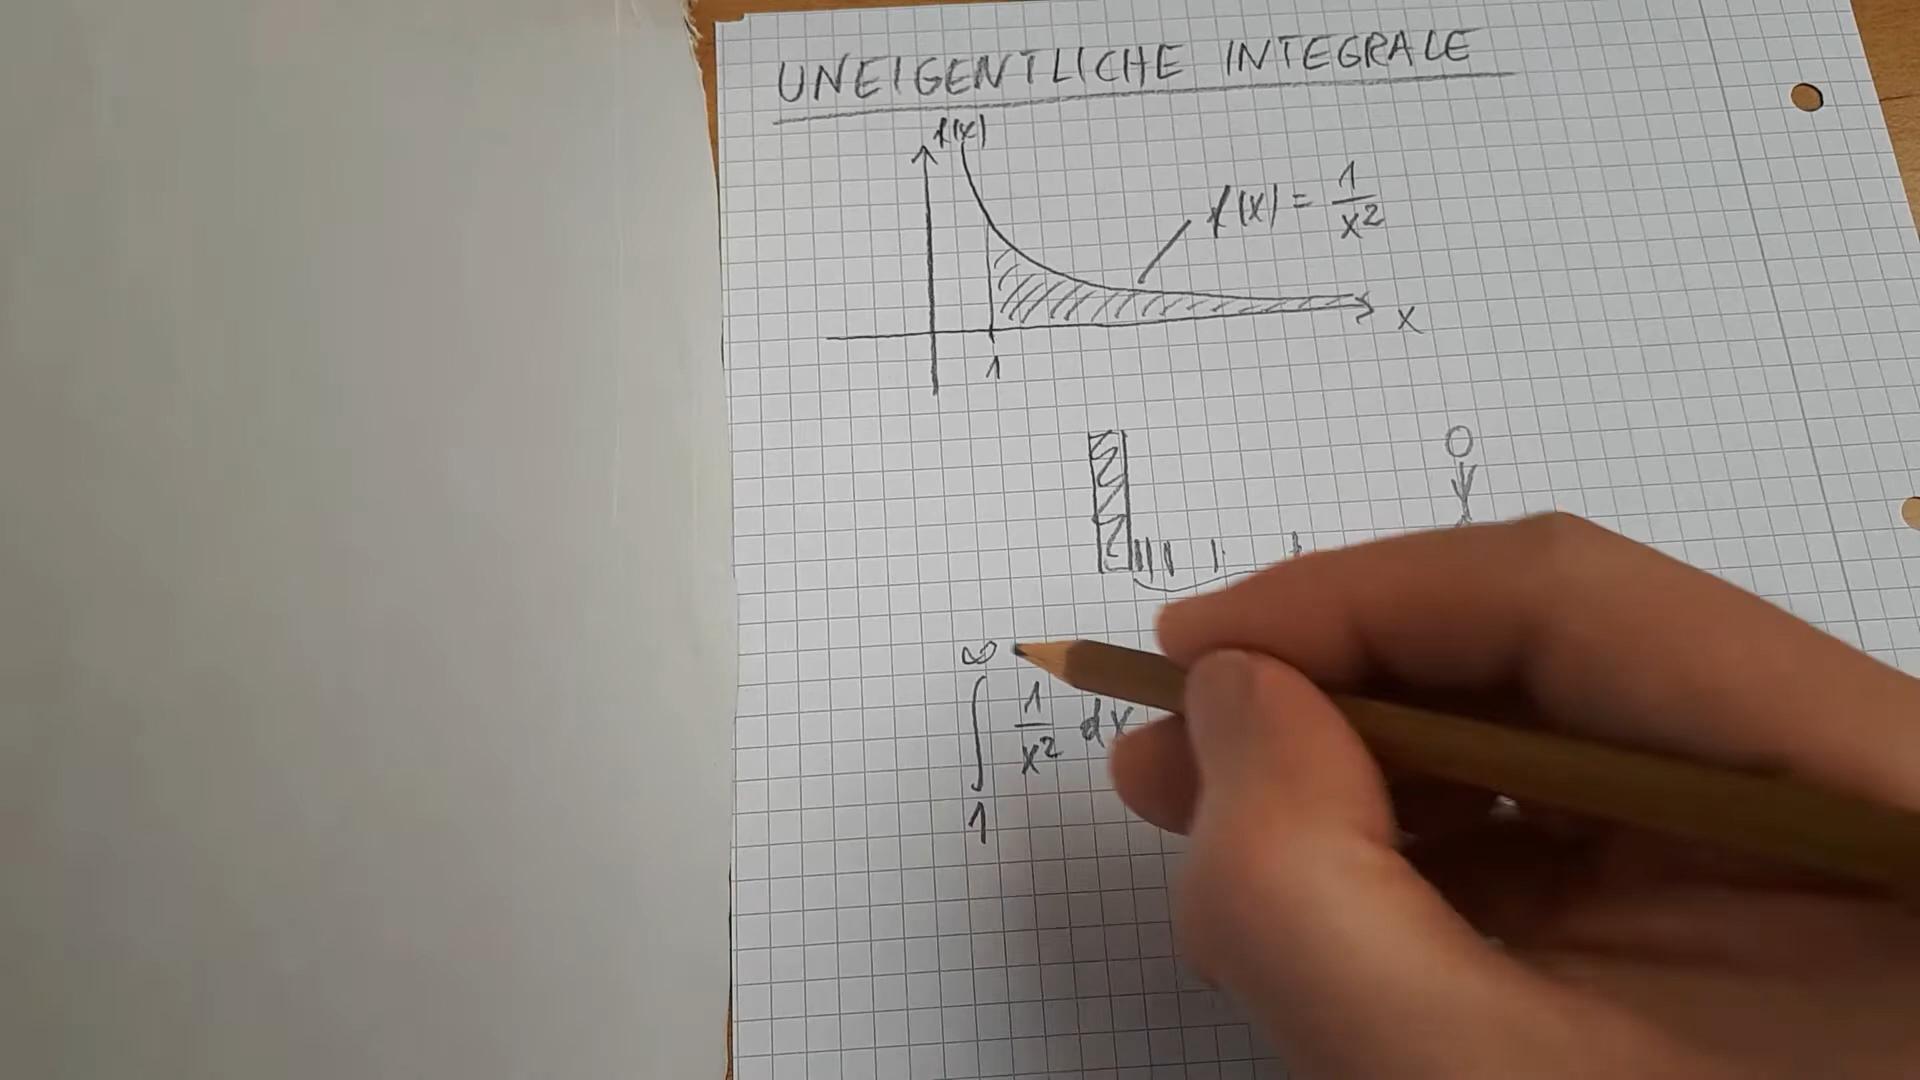 UNEIGENTLICHE INTEGRALE
f(x)
f(x) = 1/x²
x
1
∞
∫ 1/x² dx
1